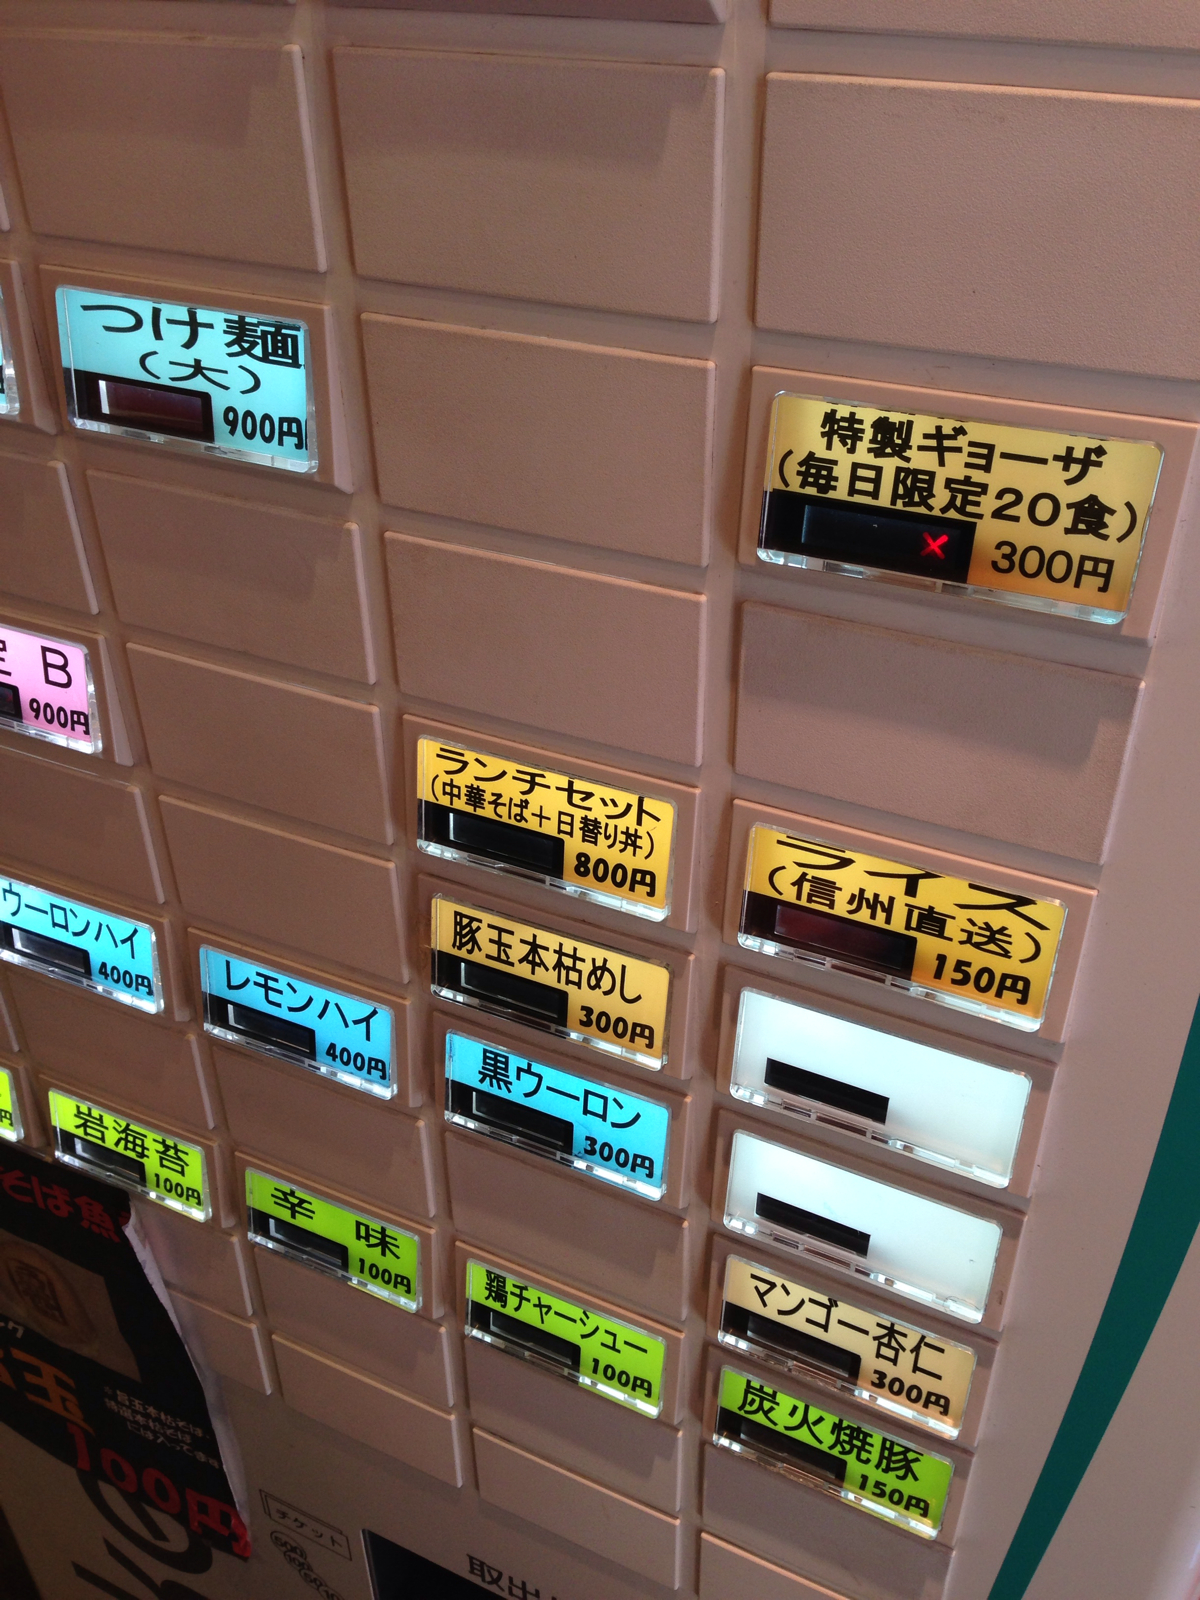 つけ麺
(大)
900円
特製ギョーザ
(毎日限定20食)
300円
B
900円
ランチセット
(中華そば+日替り丼)
800円
ライス
(信州直送)
150円
ウーロンハイ
400円
レモンハイ
400円
豚玉本枯めし
300円
黒ウーロン
300円
岩海苔
100円
辛 味
100円
鶏チャーシュー
100円
マンゴー杏仁
300円
炭火焼豚
150円
そば魚
玉
100円
チケット
取出